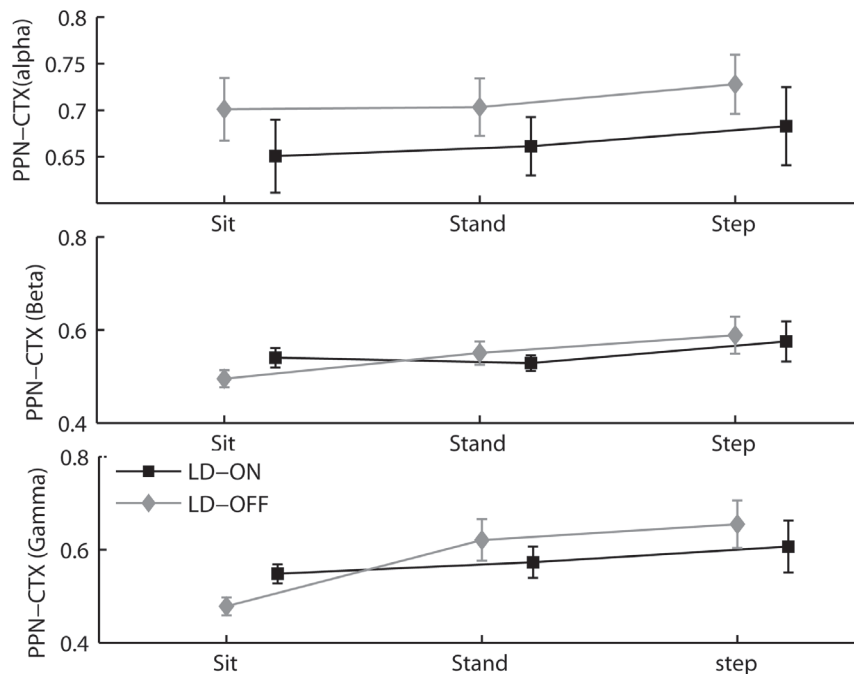 PPN–CTX(alpha)
0.8
0.75
0.7
0.65
Sit Stand Step
PPN–CTX (Beta)
0.8
0.6
0.4
Sit Stand Step
PPN–CTX (Gamma)
0.8
0.6
0.4
LD–ON
LD–OFF
Sit Stand step